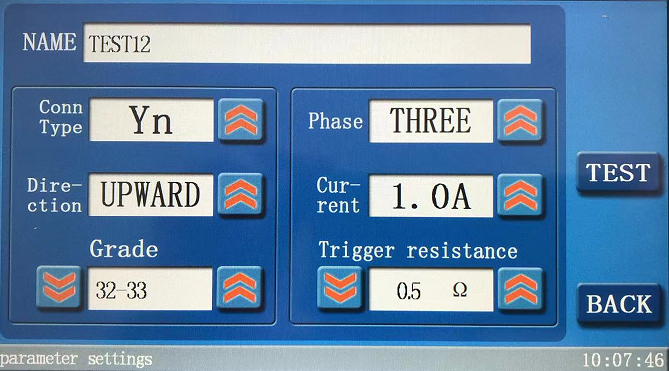 NAME TEST12
Conn Type Yn
Phase THREE
TEST
Dire-ction UPWARD
Cur-rent 1.0A
Grade
Trigger resistance
32-33
0.5 Ω
BACK
parameter settings 10:07:46